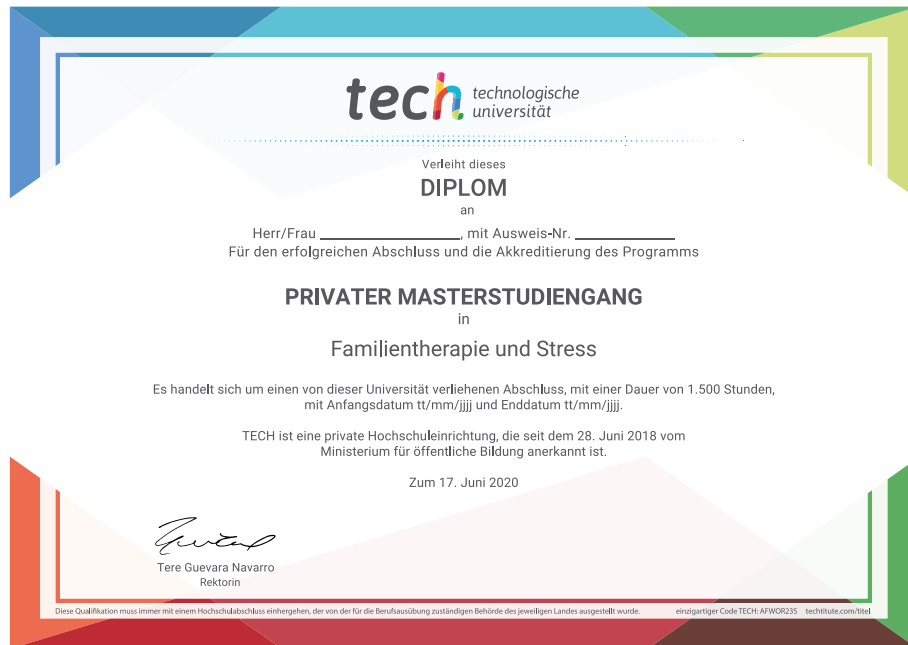 tech technologische
universität
Verleiht dieses
DIPLOM
an
Herr/Frau ____________________, mit Ausweis-Nr. ______________
Für den erfolgreichen Abschluss und die Akkreditierung des Programms
PRIVATER MASTERSTUDIENGANG
in
Familientherapie und Stress
Es handelt sich um einen von dieser Universität verliehenen Abschluss, mit einer Dauer von 1.500 Stunden,
mit Anfangsdatum tt/mm/jjjj und Enddatum tt/mm/jjjj.
TECH ist eine private Hochschuleinrichtung, die seit dem 28. Juni 2018 vom
Ministerium für öffentliche Bildung anerkannt ist.
Zum 17. Juni 2020
Tere Guevara Navarro
Rektorin
Diese Qualifikation muss immer mit einem Hochschulabschluss einhergehen, der von der für die Berufsausübung zuständigen Behörde des jeweiligen Landes ausgestellt wurde. einzigartiger Code TECH: AFWOR235 techtitute.com/titel